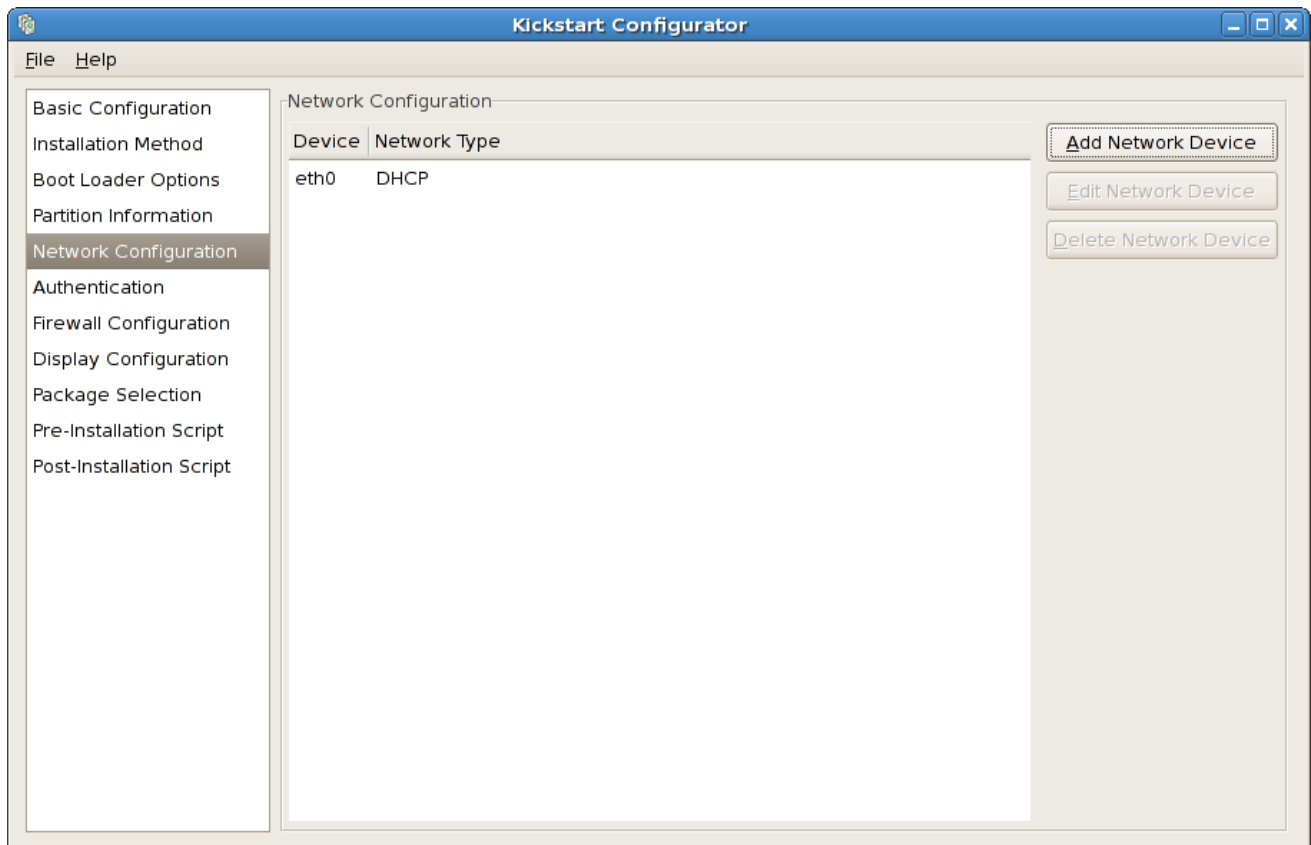 Kickstart Configurator
File Help
Basic Configuration
Installation Method
Boot Loader Options
Partition Information
Network Configuration
Authentication
Firewall Configuration
Display Configuration
Package Selection
Pre-Installation Script
Post-Installation Script
Network Configuration
Device Network Type
eth0 DHCP
Add Network Device
Edit Network Device
Delete Network Device